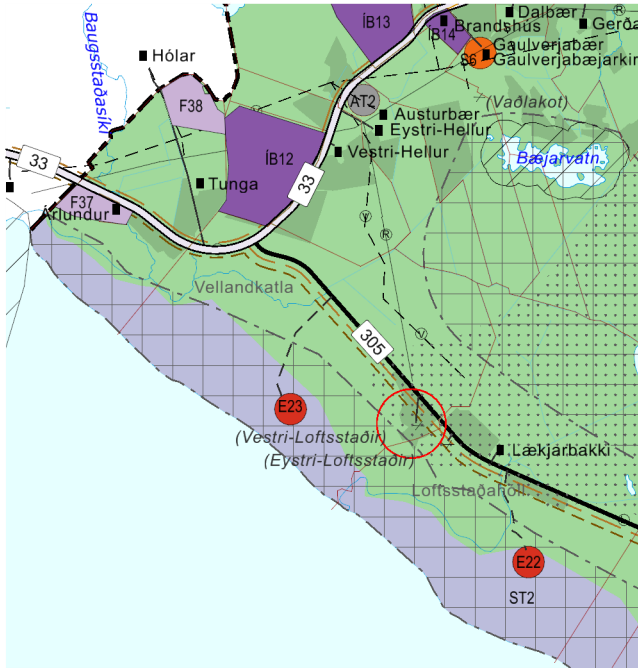 ÍB13
ÍB14
Dalbær
Brandshús
Gerða
Gaulverjabær
S6
Gaulverjabæjarkir
Hólar
Baugsstaðasíki
F38
AT2
(Vaðlakot)
Austurbær
Eystri-Hellur
Vestri-Hellur
ÍB12
Bæjarvatn
33
33
Tunga
F37
Árlundur
V
R
R
Vellandkatla
305
V
E23
(Vestri-Loftsstaðir)
(Eystri-Loftsstaðir)
Lækjarbakki
Loftsstaðahóll
E22
ST2